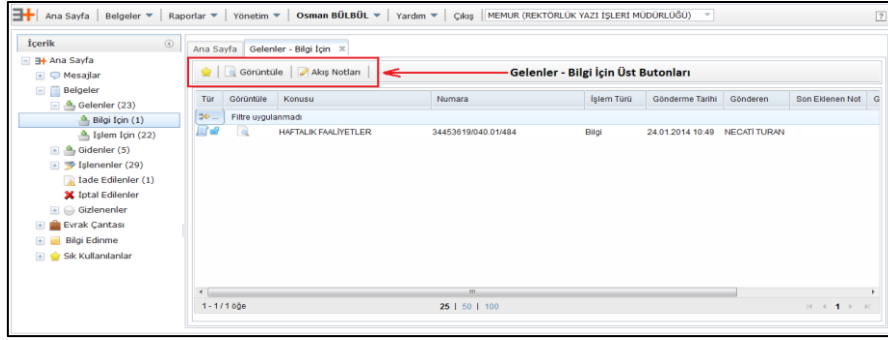 Ana Sayfa Belgeler Raporlar Yönetim Osman BÜLBÜL Yardım Çıkış MEMUR (REKTÖRLÜK YAZI İŞLERİ MÜDÜRLÜĞÜ)
İçerik
Ana Sayfa
Mesajlar
Belgeler
Gelenler (23)
Bilgi İçin (1)
İşlem İçin (22)
Gidenler (5)
İşlenenler (29)
İade Edilenler (1)
İptal Edilenler
Gizlenenler
Evrak Çantası
Bilgi Edinme
Sık Kullanılanlar
Ana Sayfa Gelenler - Bilgi İçin
Görüntüle Akış Notları Gelenler - Bilgi İçin Üst Butonları
Tür Görüntüle Konusu Numara İşlem Türü Gönderme Tarihi Gönderen Son Eklenen Not G
Filtre uygulanmadı
HAFTALIK FAALİYETLER 34453619/040.01/484 Bilgi 24.01.2014 10:49 NECATİ TURAN
1 - 1 / 1 öğe 25 | 50 | 100 1